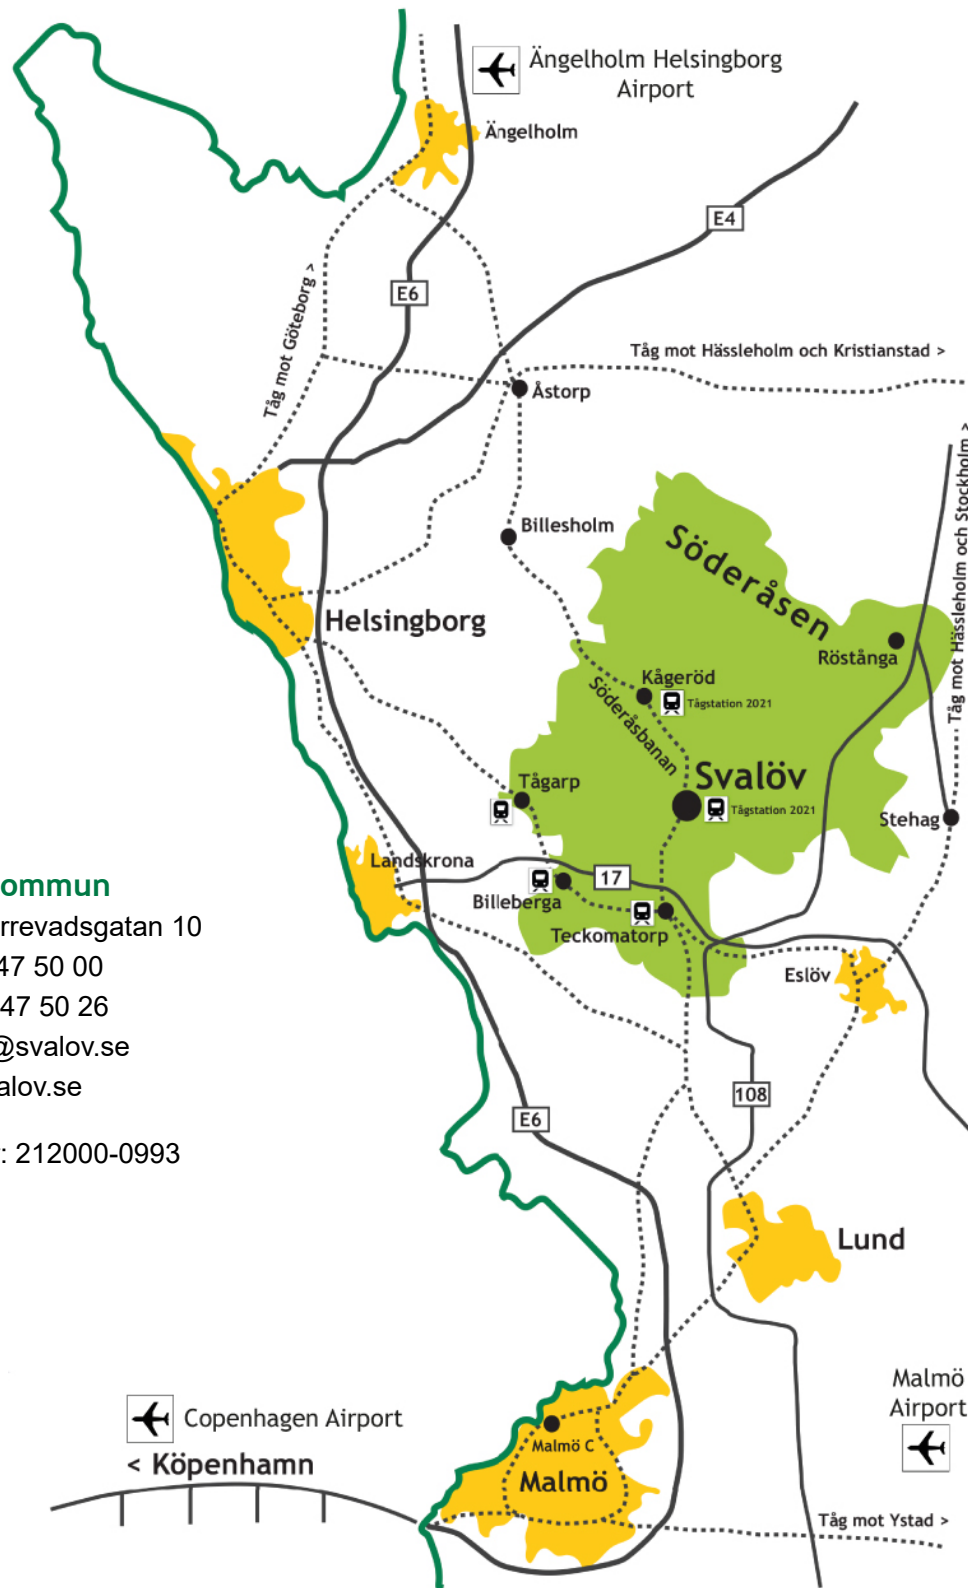 Ängelholm Helsingborg
Airport
Ängelholm
E4
E6
Tåg mot Göteborg >
Tåg mot Hässleholm och Kristianstad >
Åstorp
Tåg mot Hässleholm och Stockholm >
Billesholm
Söderåsen
Helsingborg
Röstånga
Kågeröd
Tågstation 2021
Söderåsbanan
Svalöv
Tågstation 2021
Tågarp
Stehag
Landskrona
17
Billeberga
Teckomatorp
Eslöv
ommun
rrevadsgatan 10
47 50 00
47 50 26
@svalov.se
alov.se
: 212000-0993
108
E6
Lund
Malmö
Airport
Copenhagen Airport
< Köpenhamn
Malmö C
Malmö
Tåg mot Ystad >